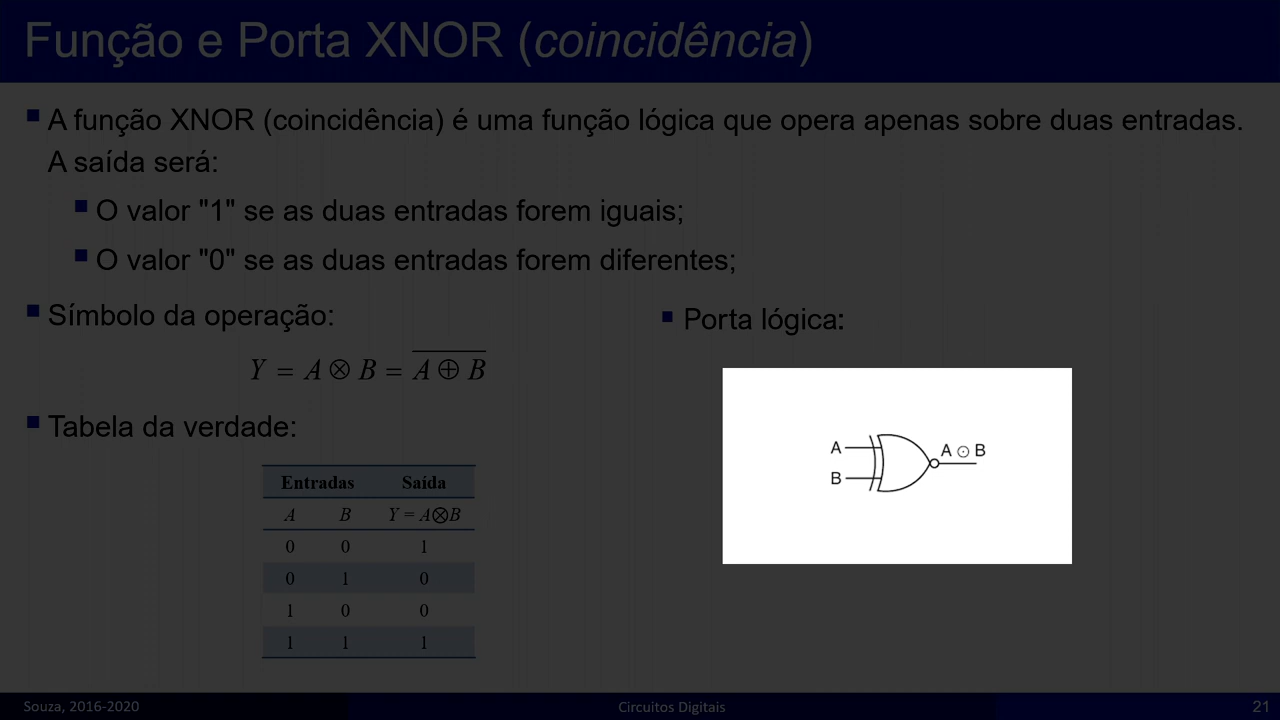 Função e Porta XNOR (coincidência)
A função XNOR (coincidência) é uma função lógica que opera apenas sobre duas entradas.
A saída será:
O valor "1" se as duas entradas forem iguais;
O valor "0" se as duas entradas forem diferentes;
Símbolo da operação:
Y = A ⊗ B = \overline{A ⊕ B}
Tabela da verdade:
Entradas Saída
A B Y = A⊗B
0 0 1
0 1 0
1 0 0
1 1 1
Porta lógica:
A
B
A ⊙ B
Souza, 2016-2020 Circuitos Digitais 21